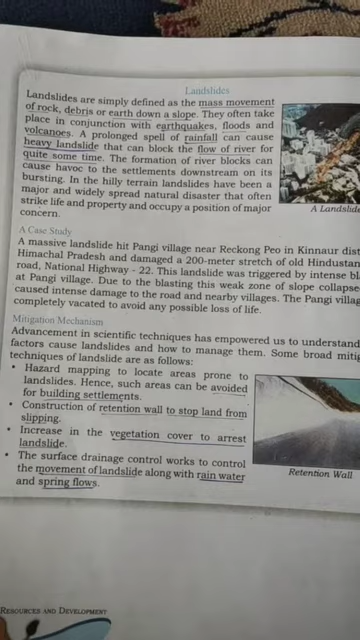 Landslides
Landslides are simply defined as the mass movement
of rock, debris or earth down a slope. They often take
place in conjunction with earthquakes, floods and
volcanoes. A prolonged spell of rainfall can cause
heavy landslide that can block the flow of river for
quite some time. The formation of river blocks can
cause havoc to the settlements downstream on its
bursting. In the hilly terrain landslides have been a
major and widely spread natural disaster that often
strike life and property and occupy a position of major
concern.
A Landslide
A Case Study
A massive landslide hit Pangi village near Reckong Peo in Kinnaur dist
Himachal Pradesh and damaged a 200-meter stretch of old Hindustan
road, National Highway - 22. This landslide was triggered by intense bl
at Pangi village. Due to the blasting this weak zone of slope collapse
caused intense damage to the road and nearby villages. The Pangi villag
completely vacated to avoid any possible loss of life.
Mitigation Mechanism
Advancement in scientific techniques has empowered us to understand
factors cause landslides and how to manage them. Some broad mitig
techniques of landslide are as follows:
• Hazard mapping to locate areas prone to
landslides. Hence, such areas can be avoided
for building settlements.
• Construction of retention wall to stop land from
slipping.
• Increase in the vegetation cover to arrest
landslide.
• The surface drainage control works to control
the movement of landslide along with rain water
and spring flows.
Retention Wall
RESOURCES AND DEVELOPMENT